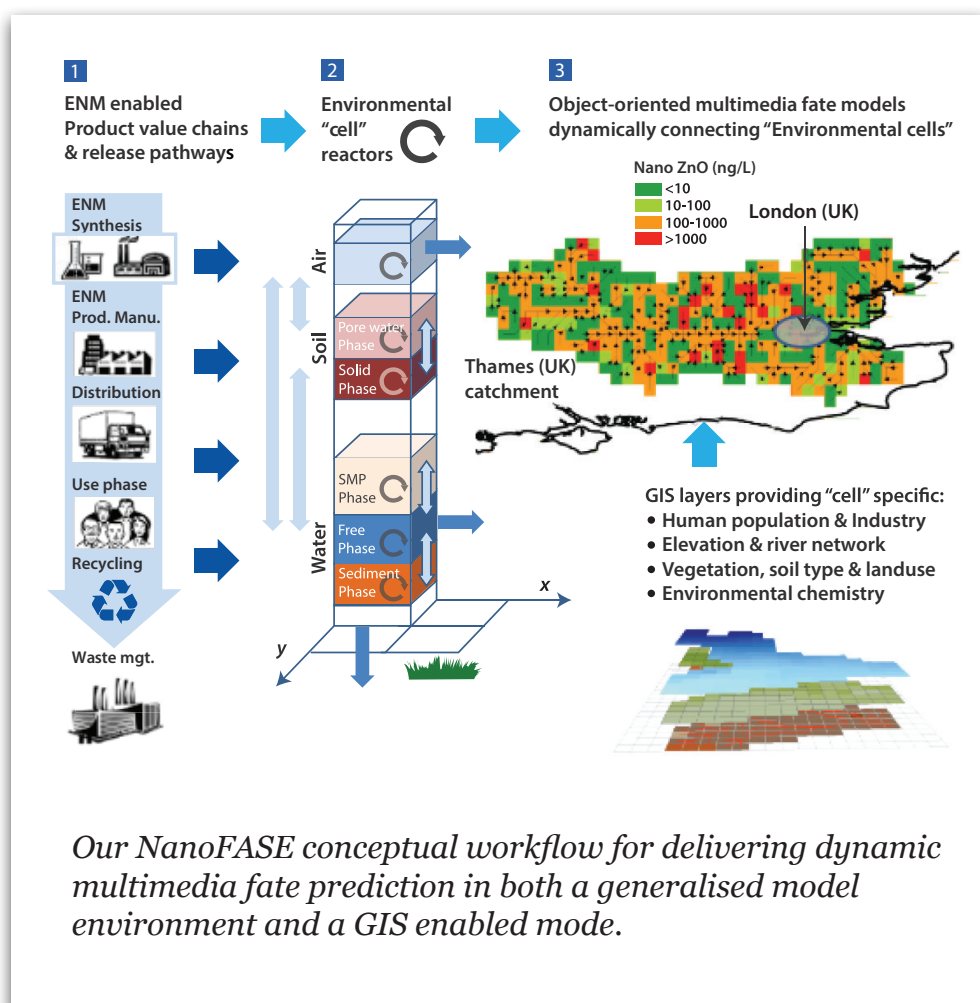 1
ENM enabled
Product value chains
& release pathways
2
Environmental
“cell”
reactors
3
Object-oriented multimedia fate models
dynamically connecting “Environmental cells”
ENM
Synthesis
ENM
Prod. Manu.
Distribution
Use phase
Recycling
Waste mgt.
Air
Soil
Pore water
Phase
Solid
Phase
Water
SMP
Phase
Free
Phase
Sediment
Phase
x
y
Nano ZnO (ng/L)
<10
10-100
100-1000
>1000
London (UK)
Thames (UK)
catchment
GIS layers providing “cell” specific:
• Human population & Industry
• Elevation & river network
• Vegetation, soil type & landuse
• Environmental chemistry
Our NanoFASE conceptual workflow for delivering dynamic
multimedia fate prediction in both a generalised model
environment and a GIS enabled mode.